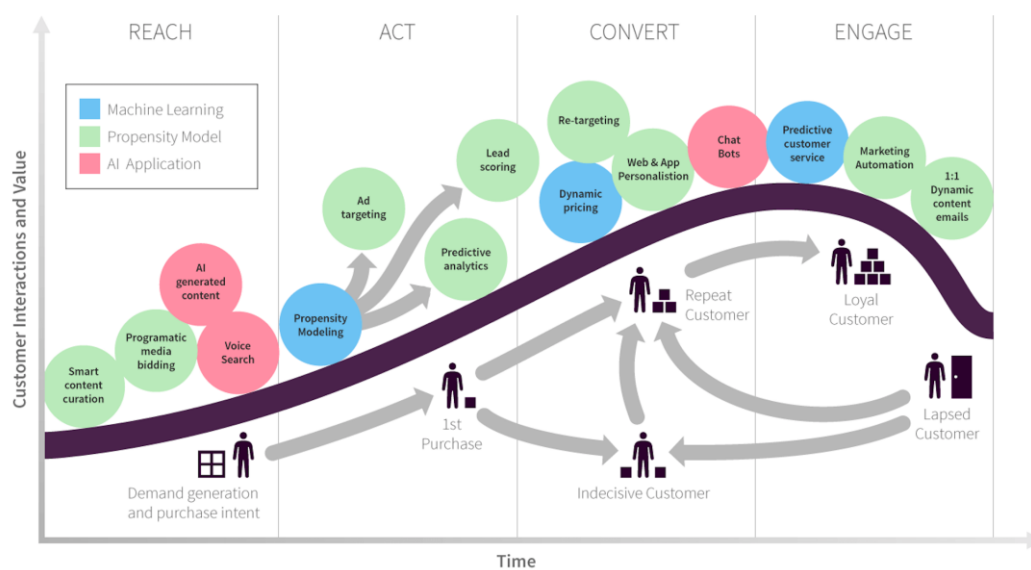 REACH
ACT
CONVERT
ENGAGE
Machine Learning
Propensity Model
AI Application
Customer Interactions and Value
Smart
content
curation
Programatic
media
bidding
AI
generated
content
Voice
Search
Propensity
Modeling
Ad
targeting
Lead
scoring
Predictive
analytics
Re-targeting
Dynamic
pricing
Web & App
Personalistion
Chat
Bots
Predictive
customer
service
Marketing
Automation
1:1
Dynamic
content
emails
Demand generation
and purchase intent
1st
Purchase
Repeat
Customer
Indecisive Customer
Loyal
Customer
Lapsed
Customer
Time